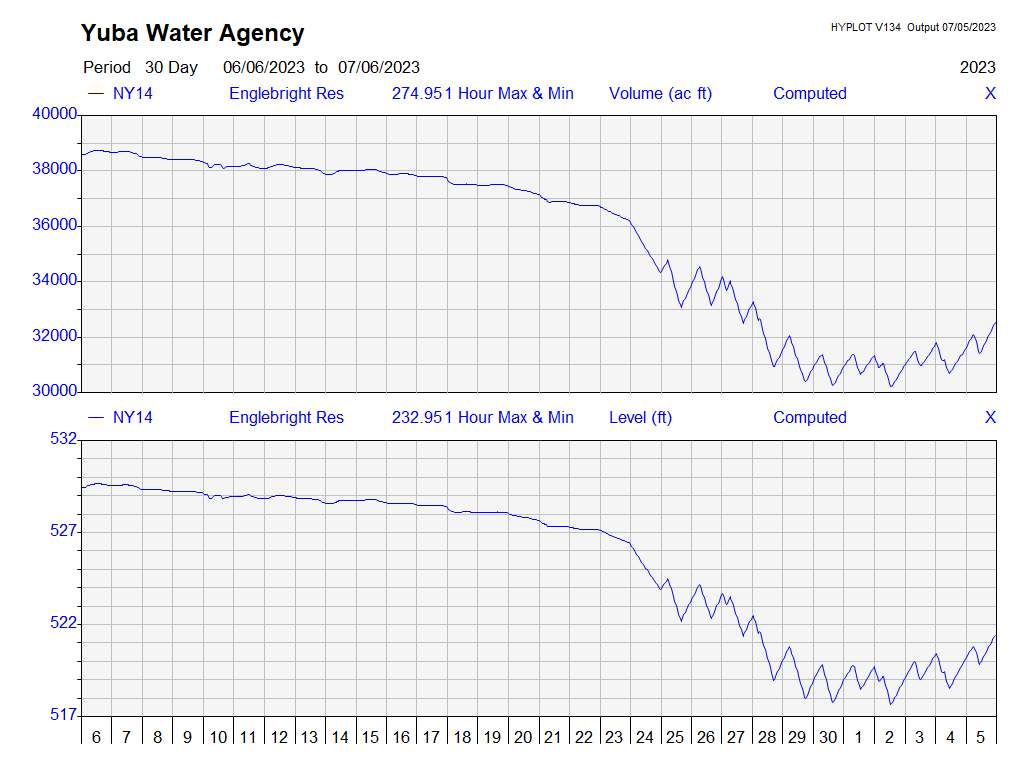 Yuba Water Agency
HYPLOT V134 Output 07/05/2023
Period 30 Day 06/06/2023 to 07/06/2023 2023
NY14 Englebright Res 274.951 Hour Max & Min Volume (ac ft) Computed X
40000
38000
36000
34000
32000
30000
NY14 Englebright Res 232.951 Hour Max & Min Level (ft) Computed X
532
527
522
517
6 7 8 9 10 11 12 13 14 15 16 17 18 19 20 21 22 23 24 25 26 27 28 29 30 1 2 3 4 5